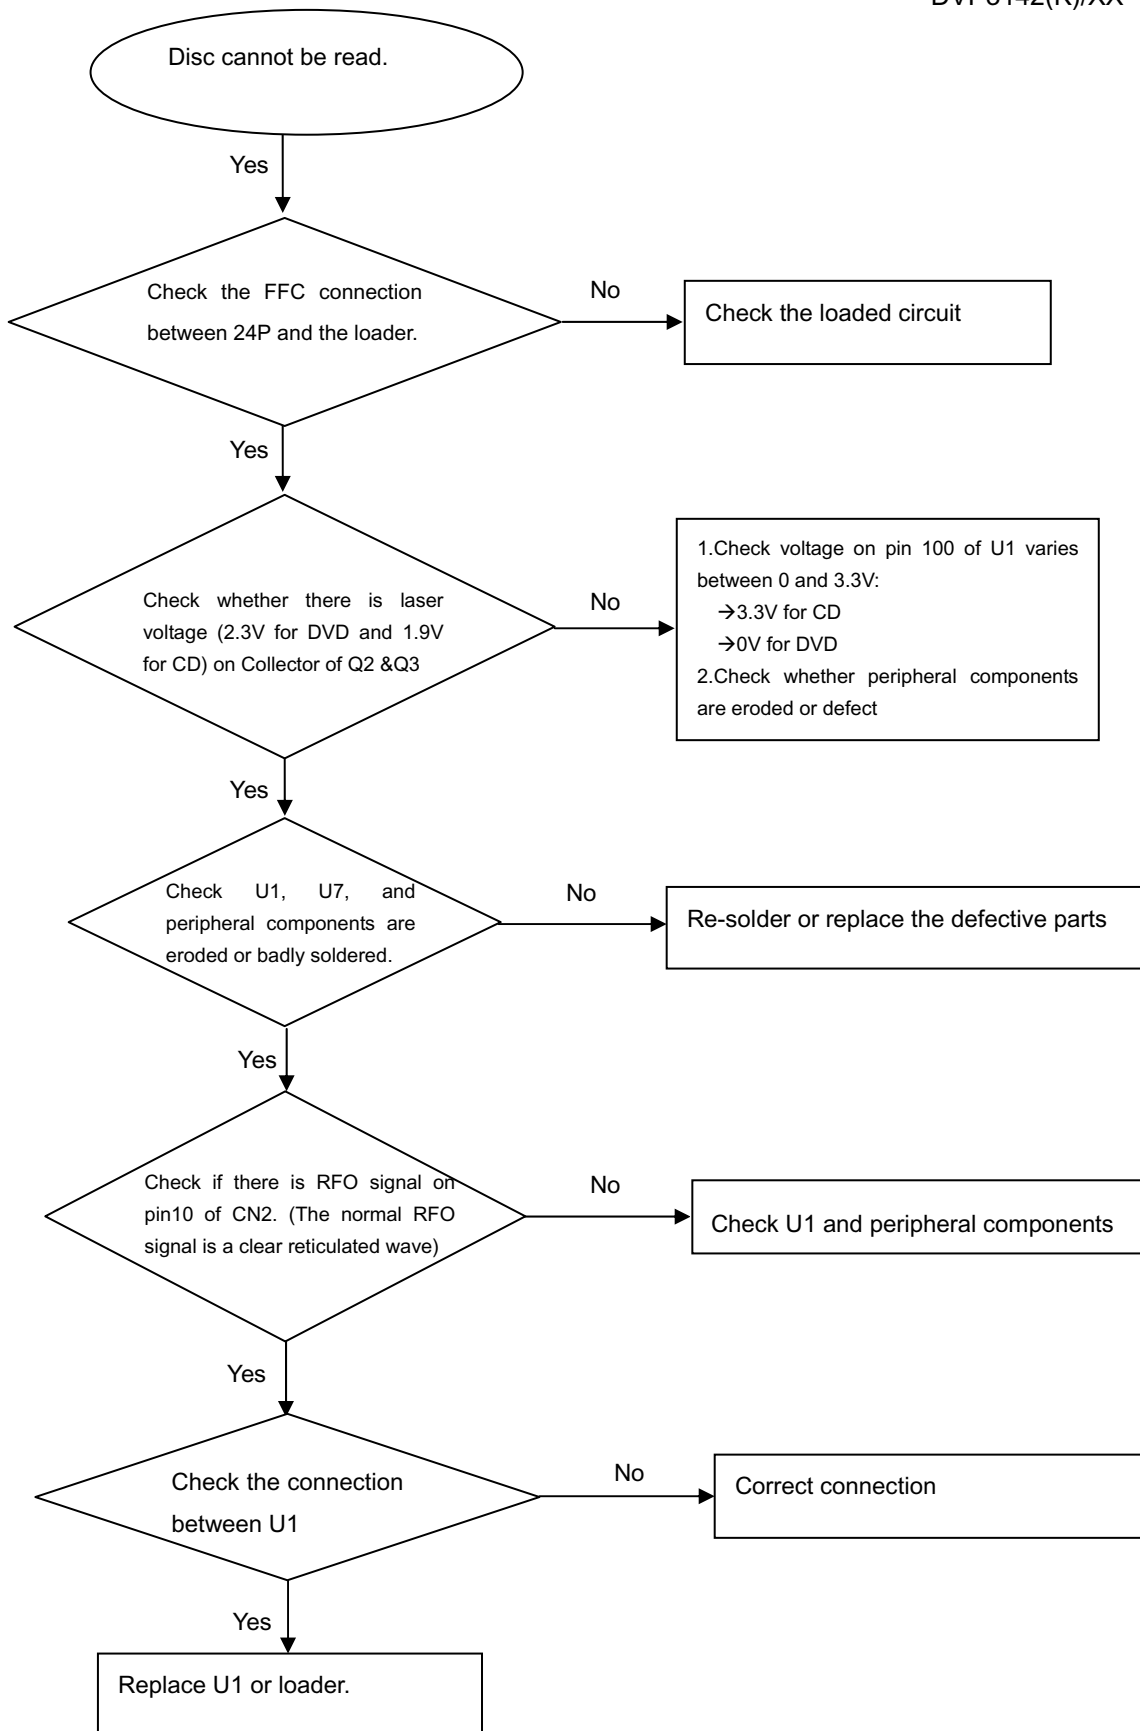 Disc cannot be read.
Yes
Check the FFC connection
between 24P and the loader.
No
Check the loaded circuit
Yes
Check whether there is laser
voltage (2.3V for DVD and 1.9V
for CD) on Collector of Q2 &Q3
No
1.Check voltage on pin 100 of U1 varies
between 0 and 3.3V:
→3.3V for CD
→0V for DVD
2.Check whether peripheral components
are eroded or defect
Yes
Check U1, U7, and
peripheral components are
eroded or badly soldered.
No
Re-solder or replace the defective parts
Yes
Check if there is RFO signal on
pin10 of CN2. (The normal RFO
signal is a clear reticulated wave)
No
Check U1 and peripheral components
Yes
Check the connection
between U1
No
Correct connection
Yes
Replace U1 or loader.